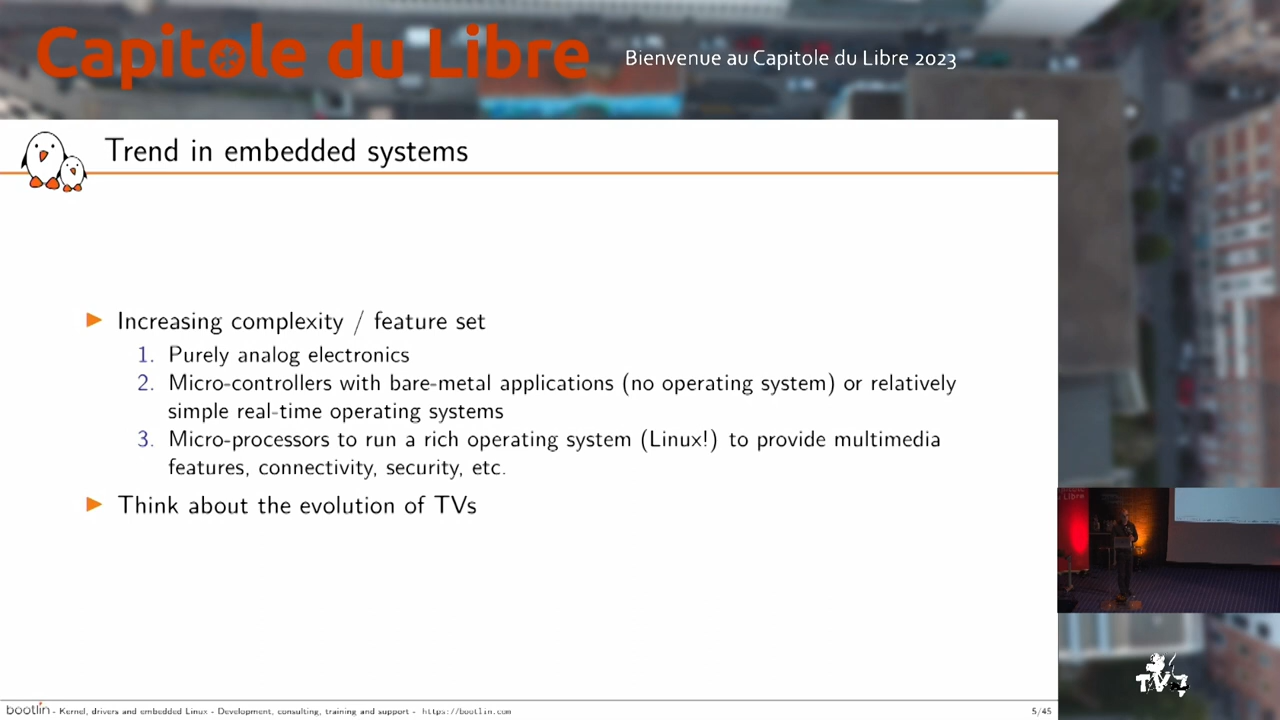 Capitole du Libre
Bienvenue au Capitole du Libre 2023
Trend in embedded systems
▶ Increasing complexity / feature set
1. Purely analog electronics
2. Micro-controllers with bare-metal applications (no operating system) or relatively
simple real-time operating systems
3. Micro-processors to run a rich operating system (Linux!) to provide multimedia
features, connectivity, security, etc.
▶ Think about the evolution of TVs
bootlin - Kernel, drivers and embedded Linux - Development, consulting, training and support - https://bootlin.com
5/45
du Libre
TV7